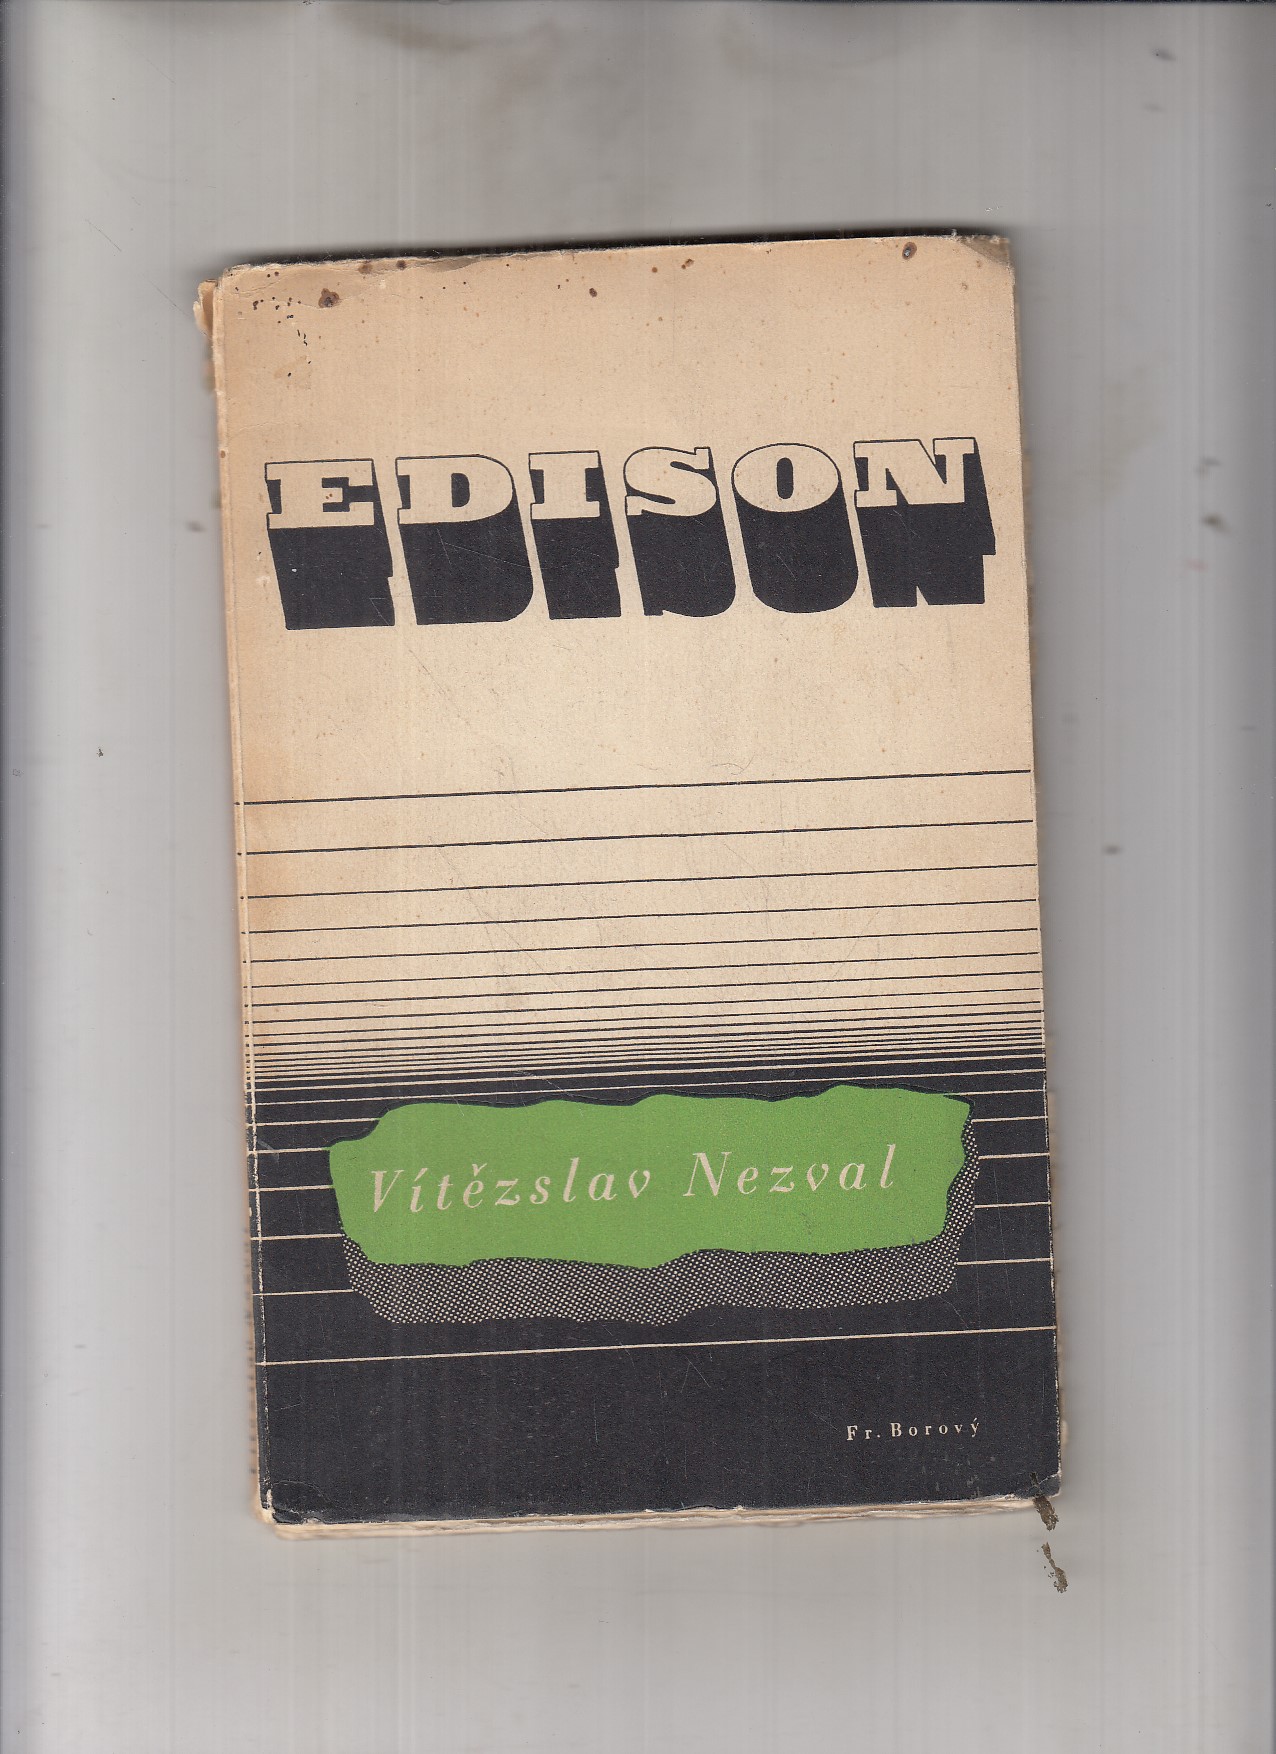 EDISON
Vítězslav Nezval
Fr. Borový